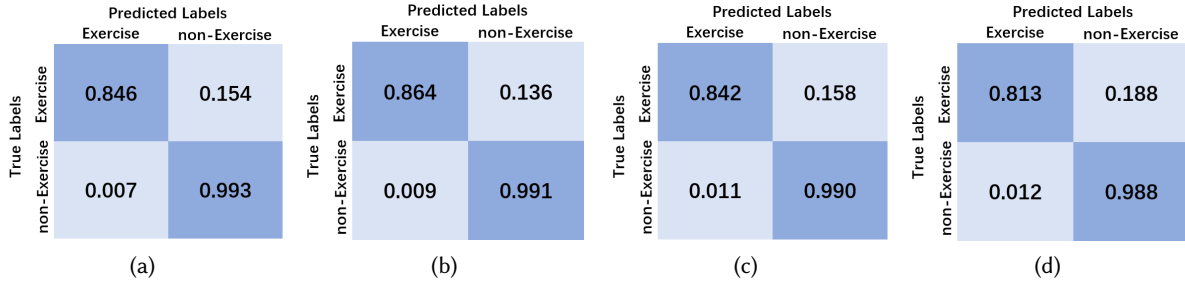 Predicted Labels
Exercise non-Exercise
True Labels
Exercise
0.846 0.154
non-Exercise
0.007 0.993
(a)
Predicted Labels
Exercise non-Exercise
True Labels
Exercise
0.864 0.136
non-Exercise
0.009 0.991
(b)
Predicted Labels
Exercise non-Exercise
True Labels
Exercise
0.842 0.158
non-Exercise
0.011 0.990
(c)
Predicted Labels
Exercise non-Exercise
True Labels
Exercise
0.813 0.188
non-Exercise
0.012 0.988
(d)